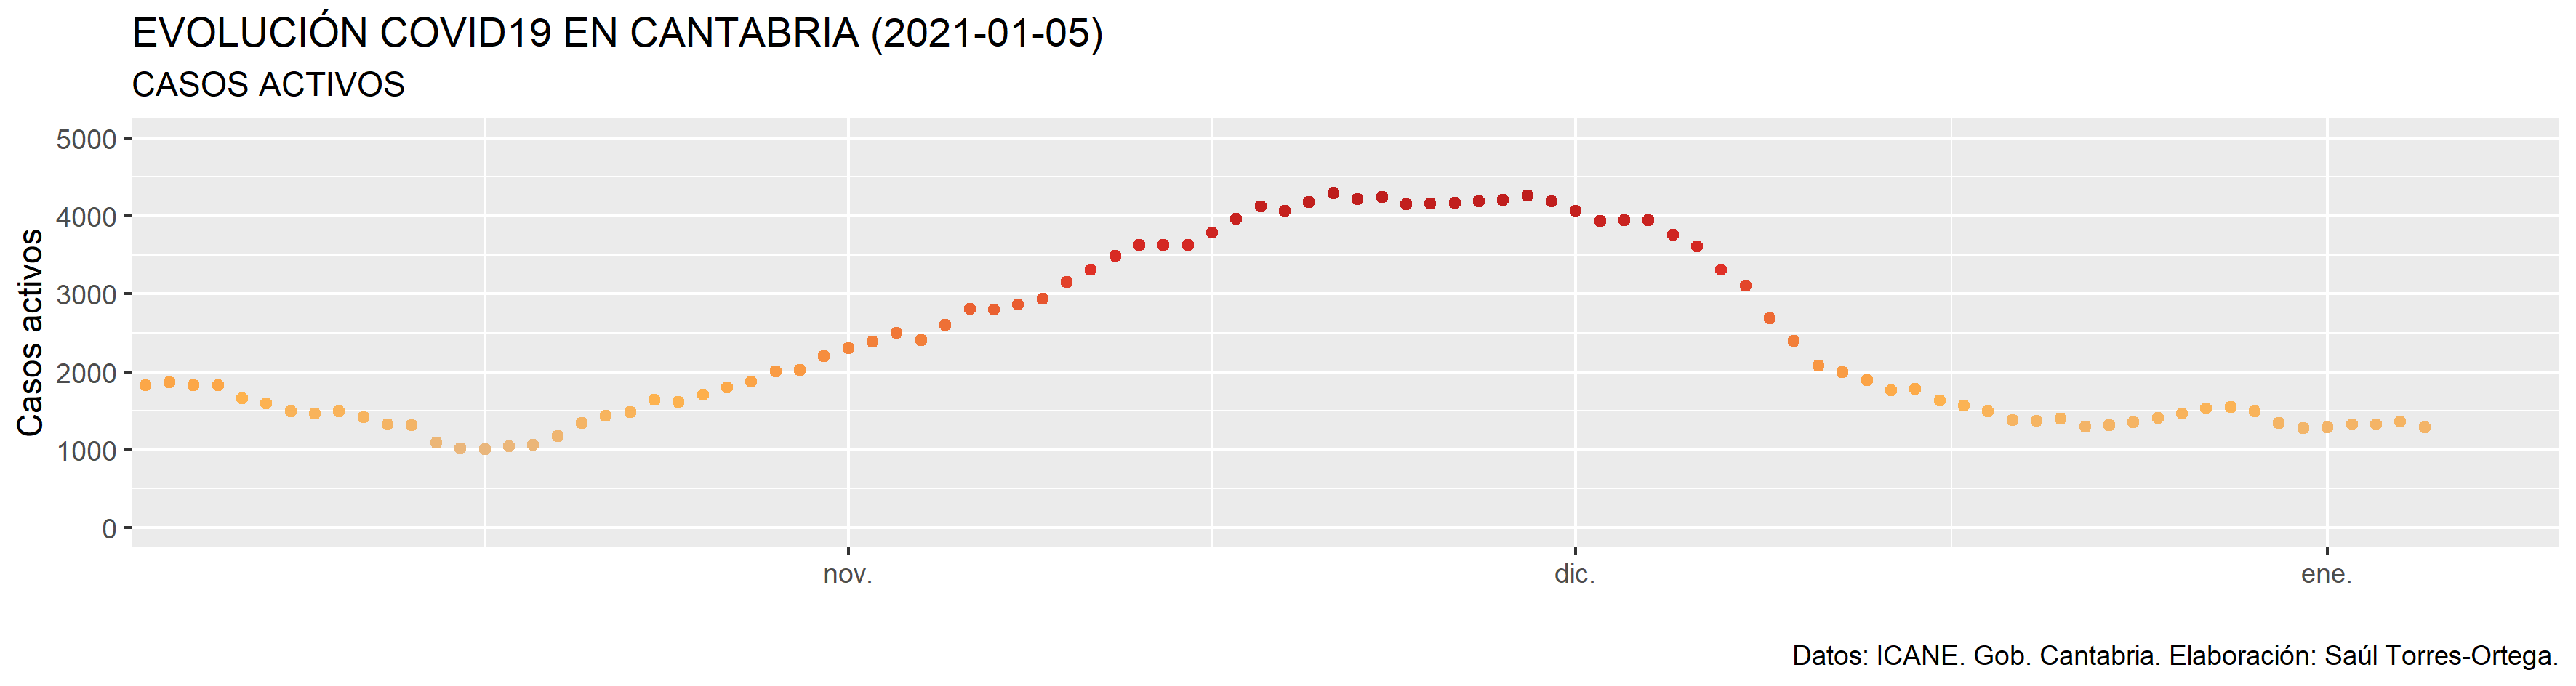 EVOLUCIÓN COVID19 EN CANTABRIA (2021-01-05)
CASOS ACTIVOS
Casos activos
5000
4000
3000
2000
1000
0
nov.
dic.
ene.
Datos: ICANE. Gob. Cantabria. Elaboración: Saúl Torres-Ortega.